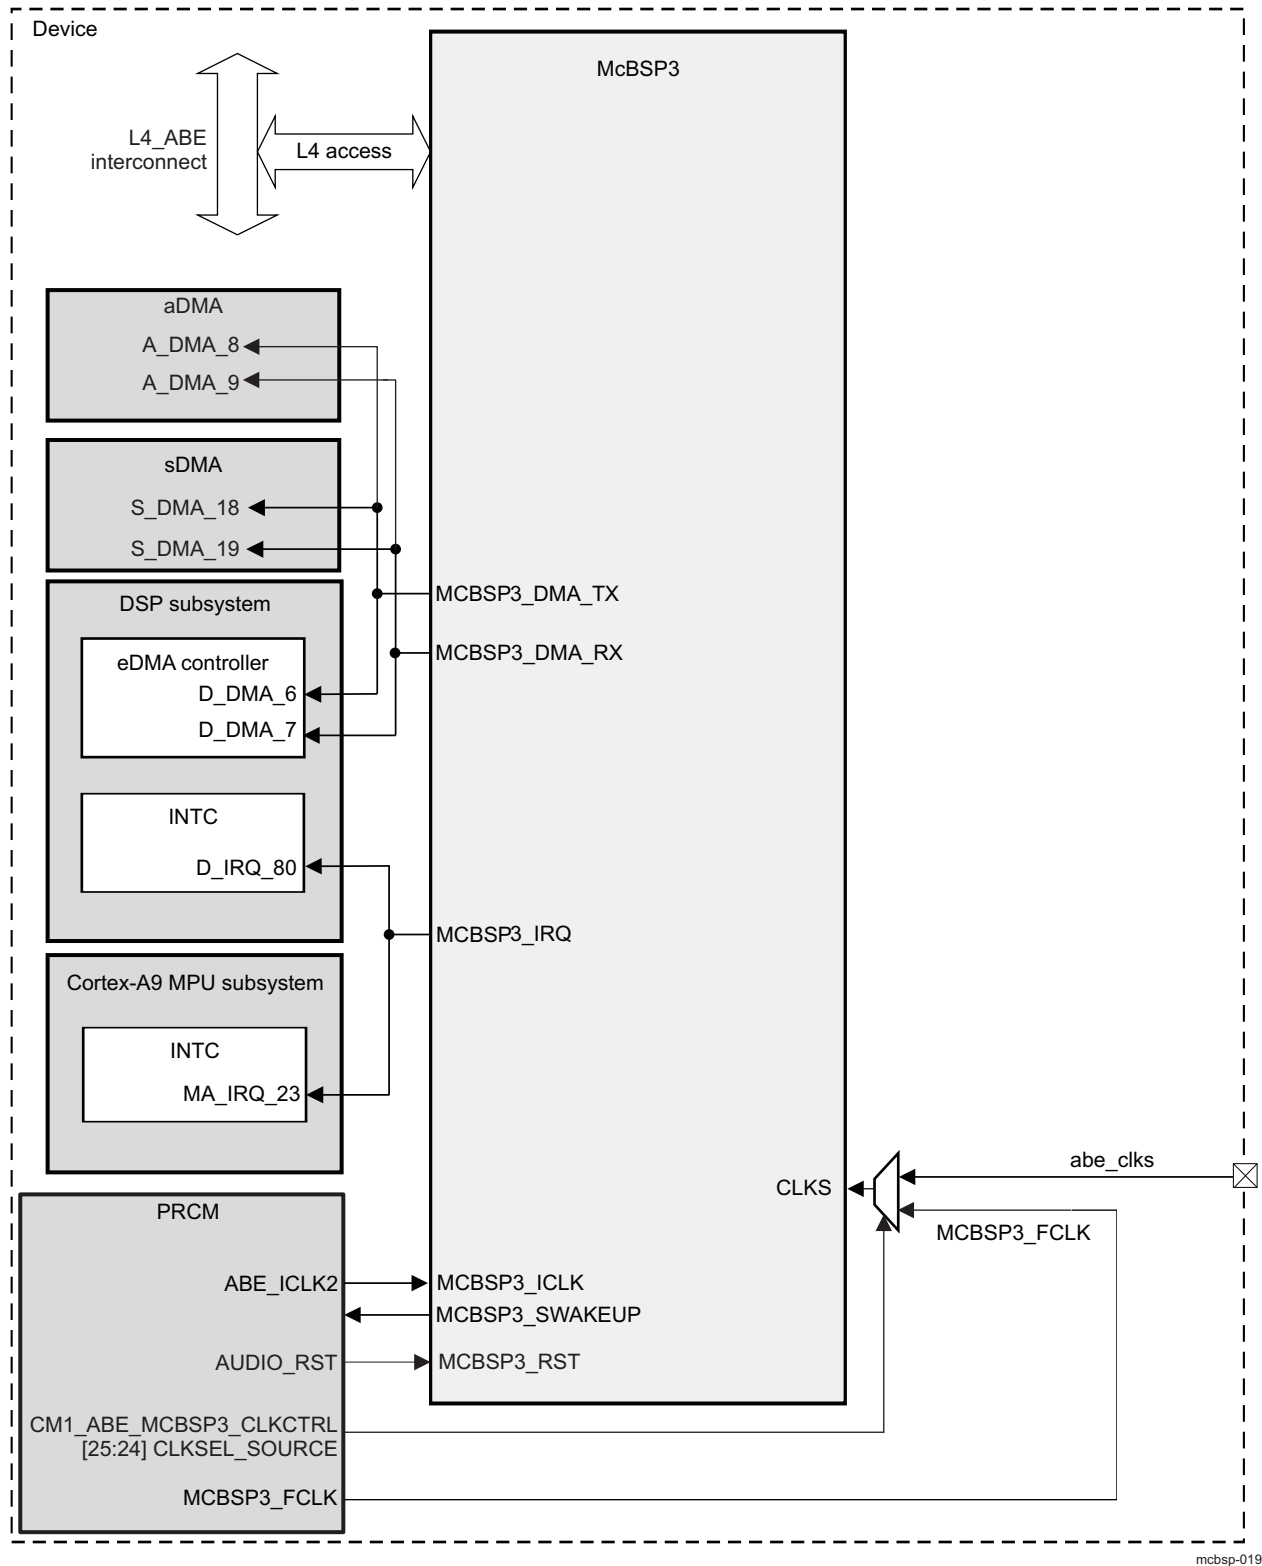 Device
McBSP3
L4_ABE
interconnect
L4 access
aDMA
A_DMA_8
A_DMA_9
sDMA
S_DMA_18
S_DMA_19
MCBSP3_DMA_TX
DSP subsystem
MCBSP3_DMA_RX
eDMA controller
D_DMA_6
D_DMA_7
INTC
D_IRQ_80
MCBSP3_IRQ
Cortex-A9 MPU subsystem
INTC
MA_IRQ_23
abe_clks
CLKS
PRCM
MCBSP3_FCLK
ABE_ICLK2
MCBSP3_ICLK
MCBSP3_SWAKEUP
AUDIO_RST
MCBSP3_RST
CM1_ABE_MCBSP3_CLKCTRL
[25:24] CLKSEL_SOURCE
MCBSP3_FCLK
mcbsp-019